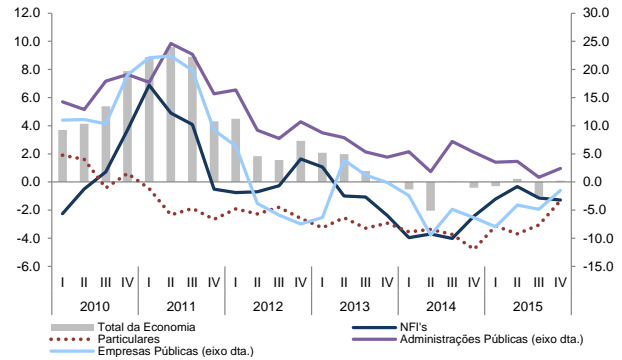 12.0 30.0
10.0 25.0
8.0 20.0
6.0 15.0
4.0 10.0
2.0 5.0
0.0 0.0
-2.0 -5.0
-4.0 -10.0
-6.0 -15.0
I II III IV I II III IV I II III IV I II III IV I II III IV I II III IV
2010 2011 2012 2013 2014 2015
Total da Economia NFI's
Particulares Administrações Públicas (eixo dta.)
Empresas Públicas (eixo dta.)